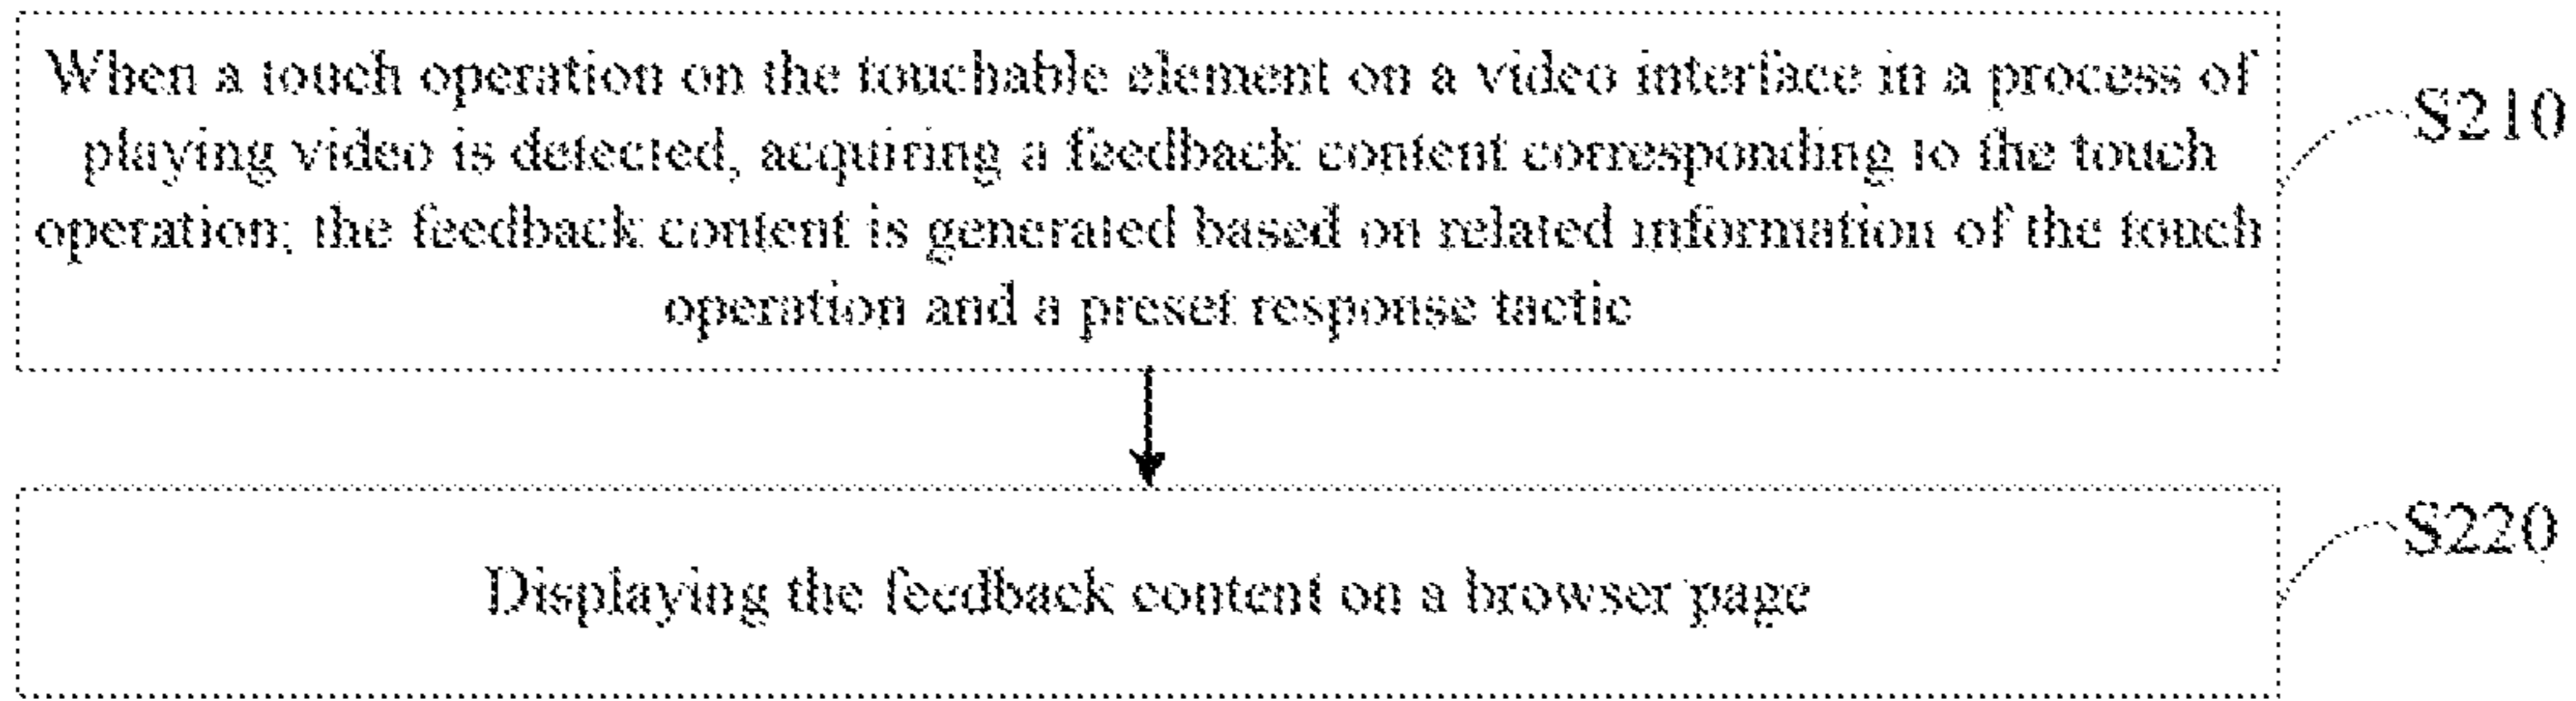 When a touch operation on the touchable element on a video interface in a process of
playing video is detected, acquiring a feedback content corresponding to the touch
operation; the feedback content is generated based on related information of the touch
operation and a preset response tactic
S210
Displaying the feedback content on a browser page
S220